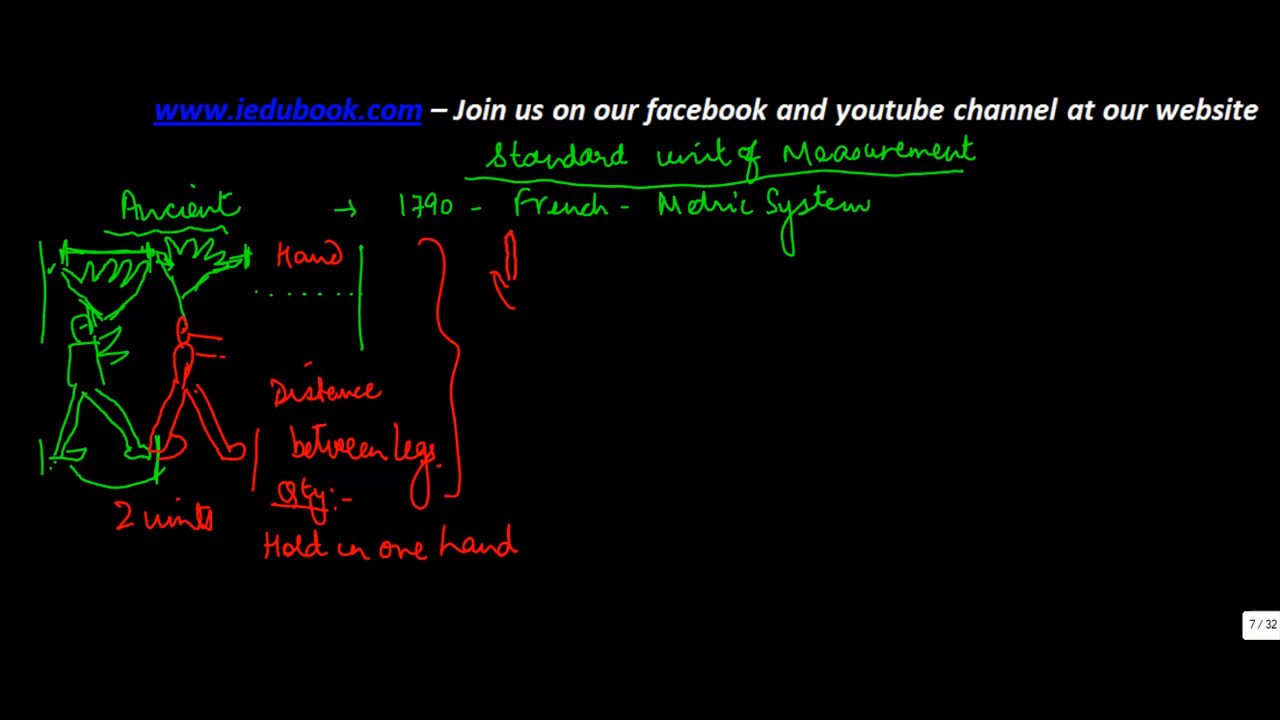 www.iedubook.com – Join us on our facebook and youtube channel at our website
Standard unit of Measurement
Ancient → 1790 - French - Metric System
Hand
Distance
between legs.
Qty:-
2 units
Hold in one hand
7 / 32